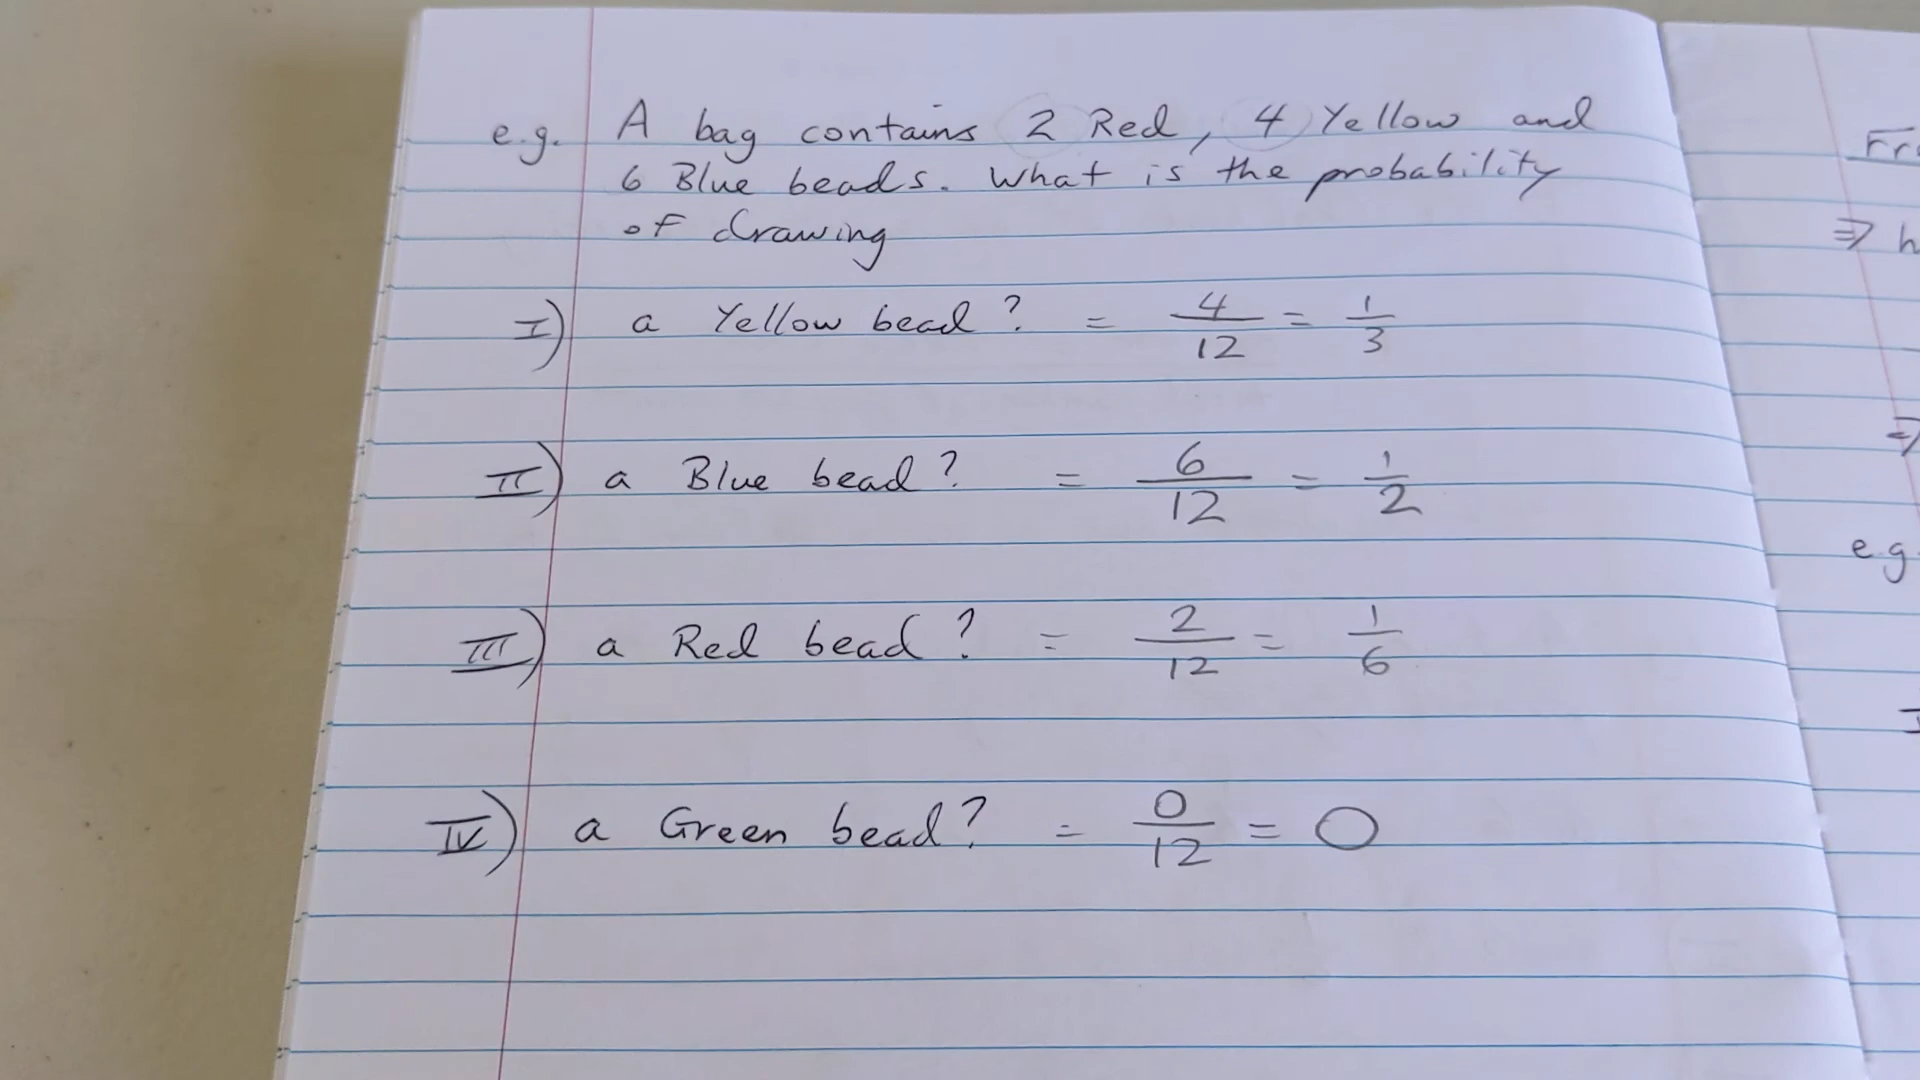 e.g. A bag contains 2 Red, 4 Yellow and
6 Blue beads. What is the probability
of drawing
I) a Yellow bead? = 4/12 = 1/3
II) a Blue bead? = 6/12 = 1/2
III) a Red bead? = 2/12 = 1/6
IV) a Green bead? = 0/12 = 0
⇒ h
⇒
e.g